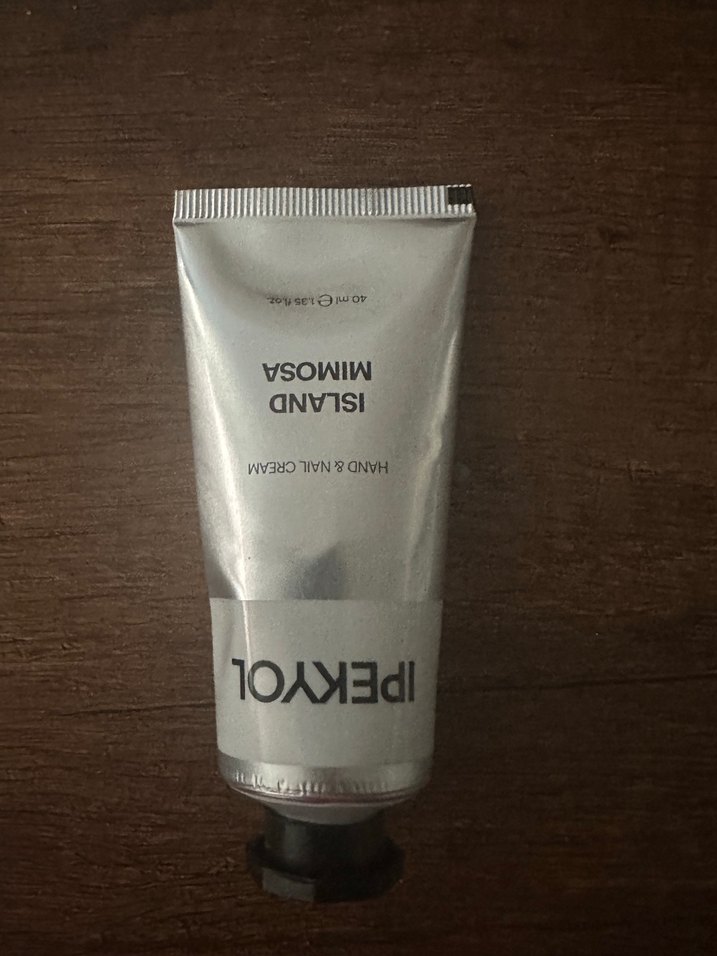 IPEKYOL
HAND & NAIL CREAM
ISLAND
MIMOSA
40 ml ℮ 1.35 fl.oz.